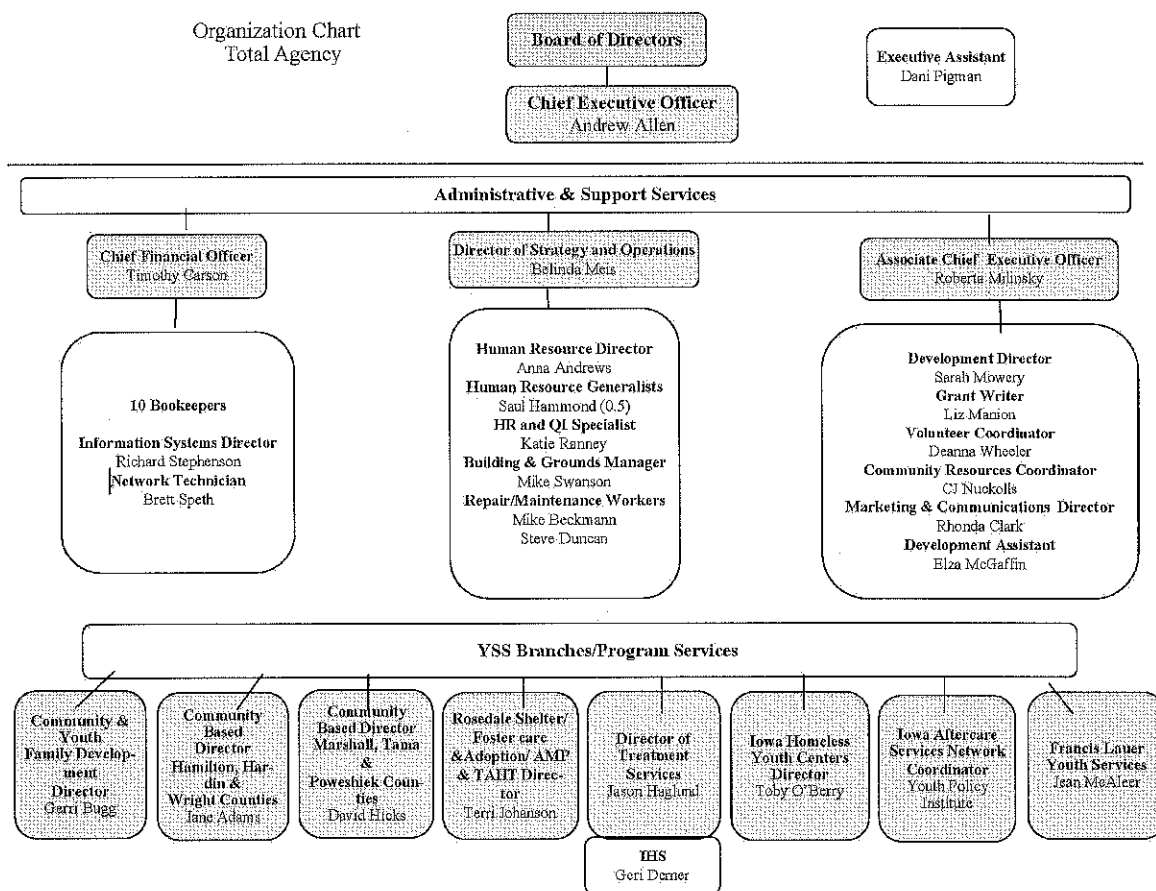 Organization Chart
Total Agency
Board of Directors
Executive Assistant
Dani Pigman
Chief Executive Officer
Andrew Allen
Administrative & Support Services
Chief Financial Officer
Timothy Carson
Director of Strategy and Operations
Belinda Meis
Associate Chief Executive Officer
Roberta Milinsky
10 Bookeepers
Information Systems Director
Richard Stephenson
Network Technician
Brett Speth
Human Resource Director
Anna Andrews
Human Resource Generalists
Saul Hammond (0.5)
HR and QI Specialist
Katie Ranney
Building & Grounds Manager
Mike Swanson
Repair/Maintenance Workers
Mike Beckmann
Steve Duncan
Development Director
Sarah Mowery
Grant Writer
Liz Manion
Volunteer Coordinator
Deanna Wheeler
Community Resources Coordinator
CJ Nuckolls
Marketing & Communications Director
Rhonda Clark
Development Assistant
Elza McGaffin
YSS Branches/Program Services
Community &
Youth
Family Develop-
ment
Director
Gerri Bugg
Community
Based
Director
Hamilton, Har-
din &
Wright Counties
Jane Adams
Community
Based Director
Marshall, Tama
&
Poweshiek Coun-
ties
David Hicks
Rosedale Shelter/
Foster care
&Adoption/ AMP
& TAHT Direc-
tor
Terri Johanson
Director of
Treatment
Services
Jason Haglund
IHS
Geri Derner
Iowa Homeless
Youth Centers
Director
Toby O'Berry
Iowa Aftercare
Services Network
Coordinator
Youth Policy
Institute
Francis Lauer
Youth Services
Jean McAleer